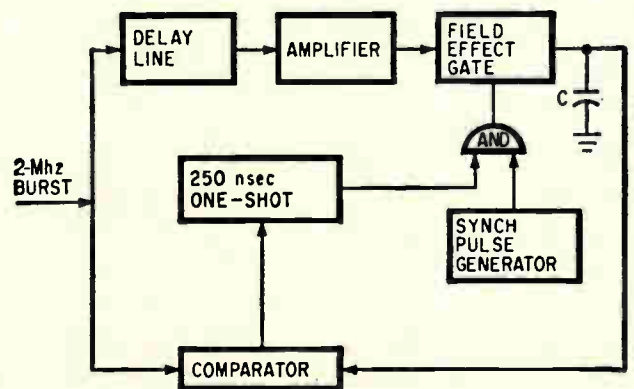 DELAY
LINE
AMPLIFIER
FIELD
EFFECT
GATE
C
AND
2-Mhz
BURST
250 nsec
ONE-SHOT
SYNCH
PULSE
GENERATOR
COMPARATOR